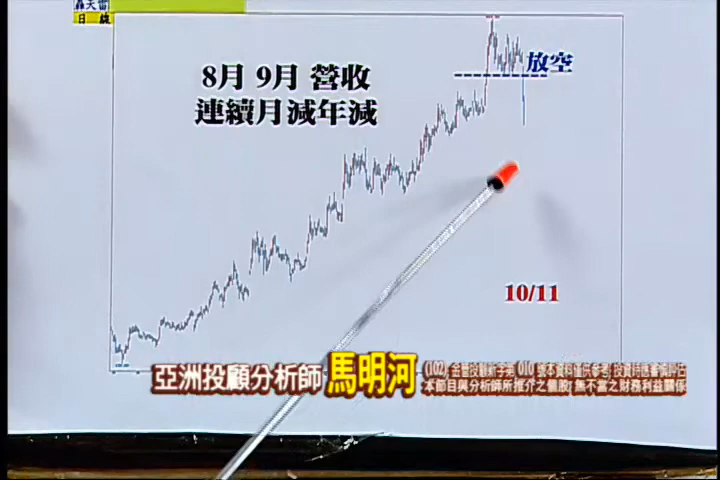 日線
8月 9月 營收
連續月減年減
放空
10/11
亞洲投顧分析師 馬明河
本節目與分析師所推介之個股 無不當之財務利益關係